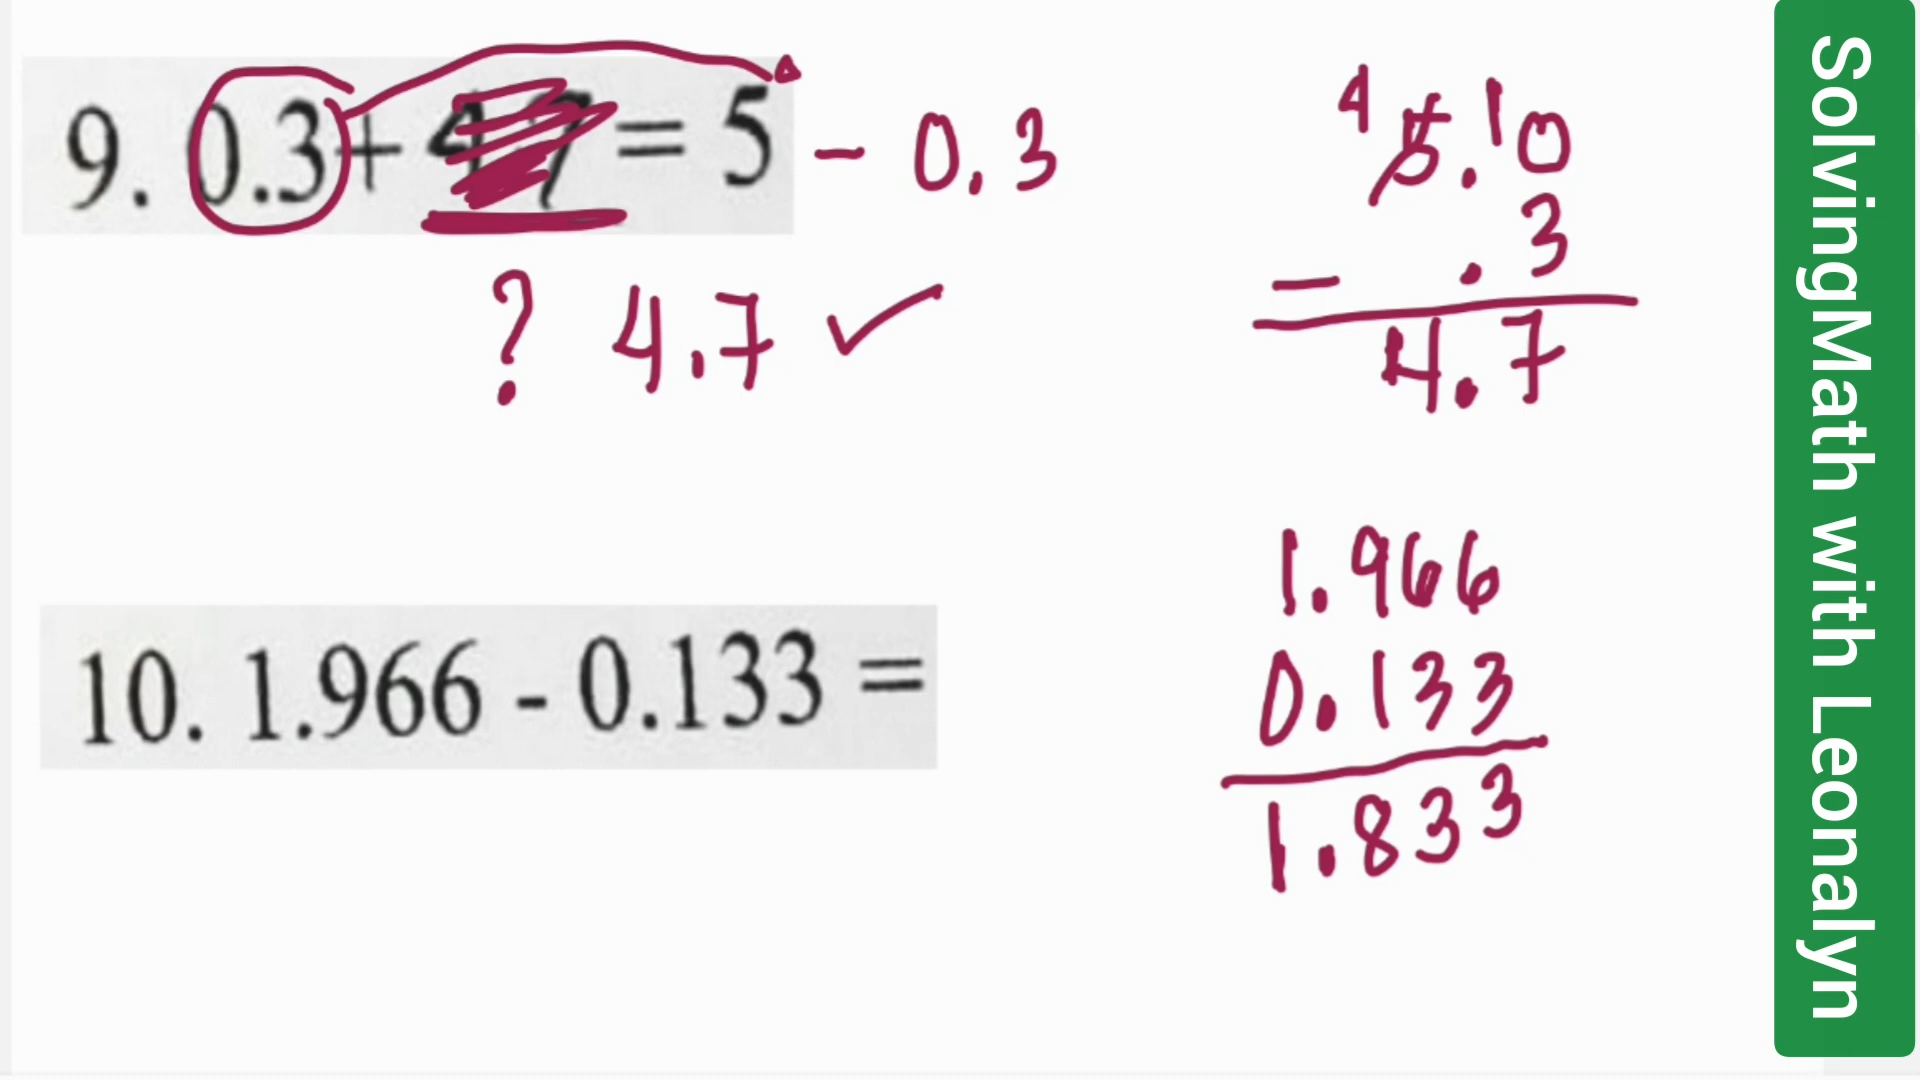 9. 0.3 + 4.7 = 5 - 0.3
? 4.7 ✓
4 5.10
- .3
4.7
10. 1.966 - 0.133 =
1.966
0.133
1.833
SolvingMath with Leonalyn